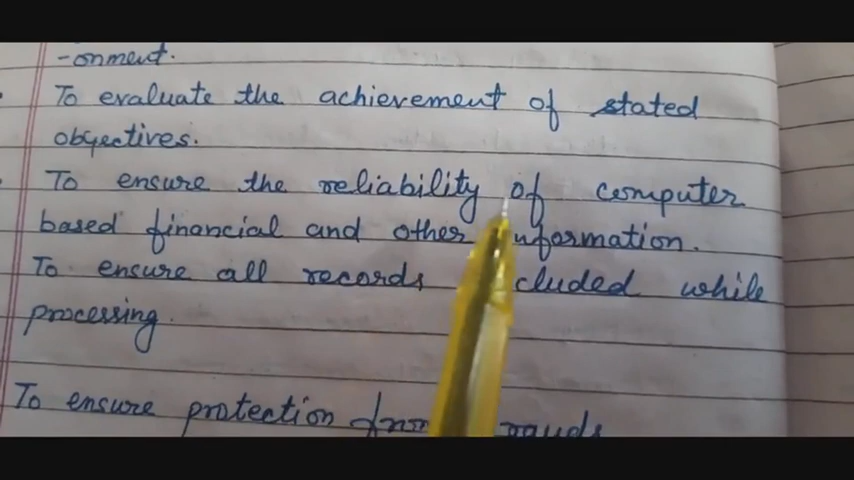 -onment.
To evaluate the achievement of stated
objectives.
To ensure the reliability of computer
based financial and other information.
To ensure all records cluded while
processing.
To ensure protection from